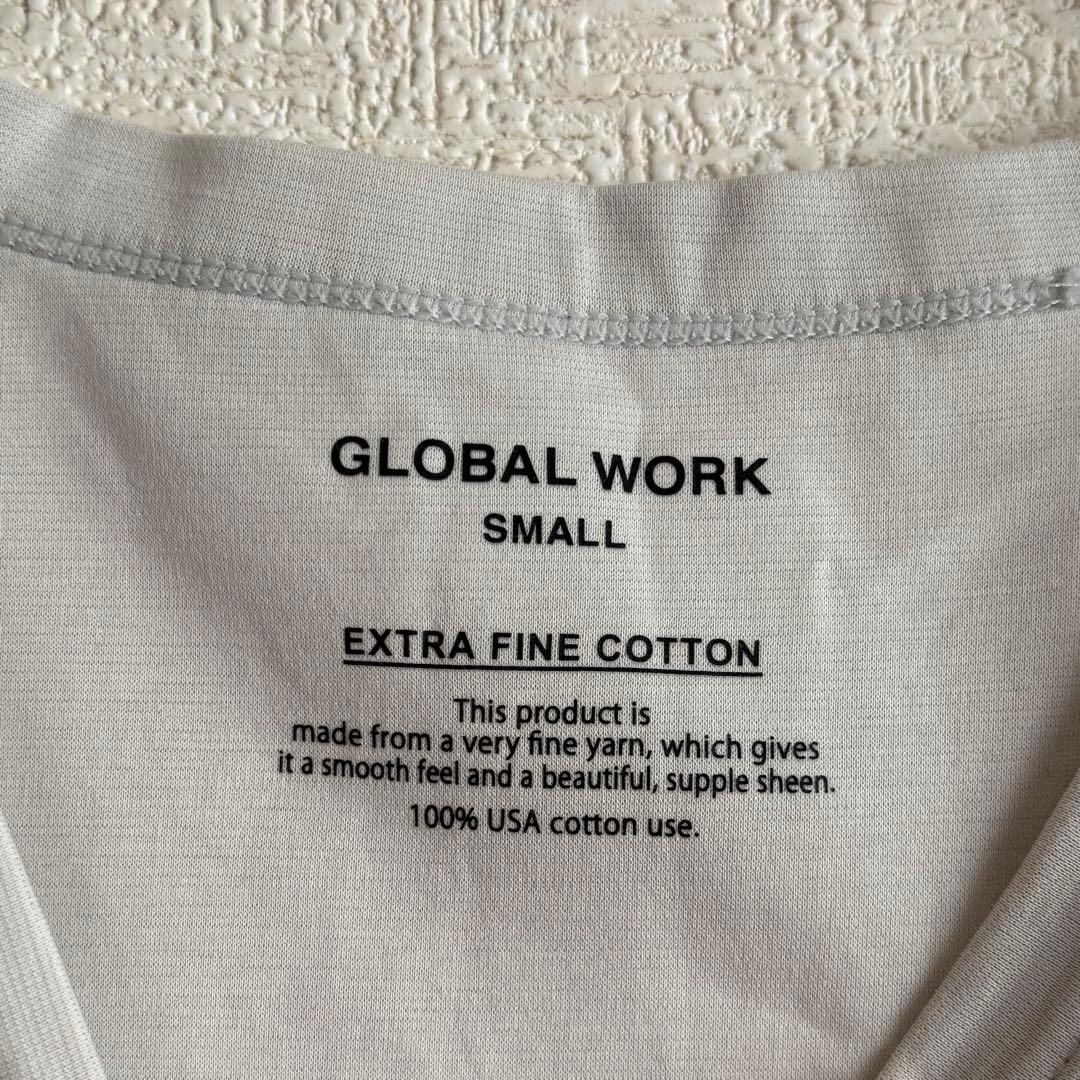 GLOBAL WORK
SMALL
EXTRA FINE COTTON
This product is
made from a very fine yarn, which gives
it a smooth feel and a beautiful, supple sheen.
100% USA cotton use.